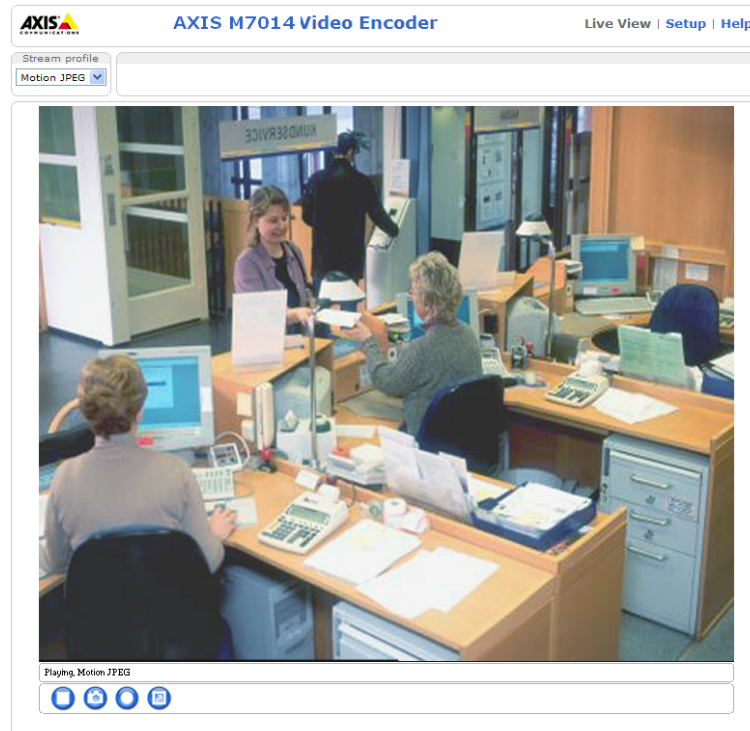 AXIS
COMMUNICATIONS
AXIS M7014 Video Encoder
Live View | Setup | Help
Stream profile
Motion JPEG
KUNDSERVICE
Playing, Motion JPEG